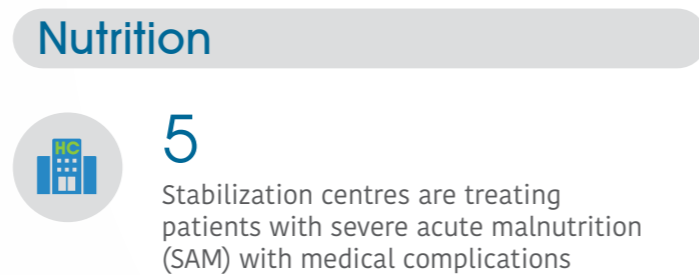 Nutrition
HC
5
Stabilization centres are treating
patients with severe acute malnutrition
(SAM) with medical complications